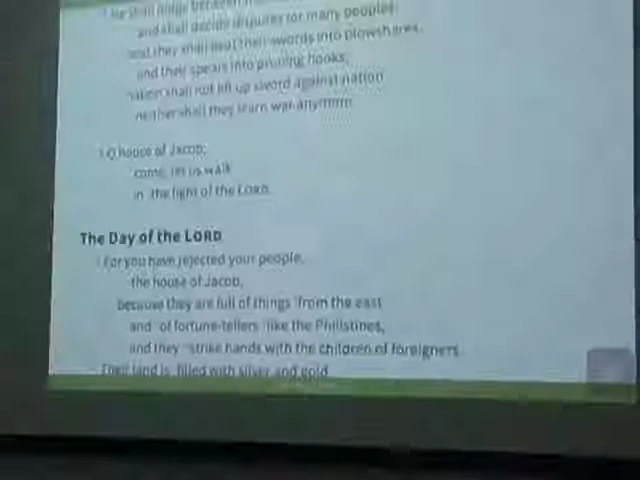 He shall judge between
and shall decide disputes for many peoples;
and they shall beat their swords into plowshares,
and their spears into pruning hooks;
nation shall not lift up sword against nation
neither shall they learn war anymore.
5 O house of Jacob,
come, let us walk
in the light of the LORD.
The Day of the LORD
For you have rejected your people,
the house of Jacob,
because they are full of things from the east
and of fortune-tellers like the Philistines,
and they strike hands with the children of foreigners.
Their land is filled with silver and gold